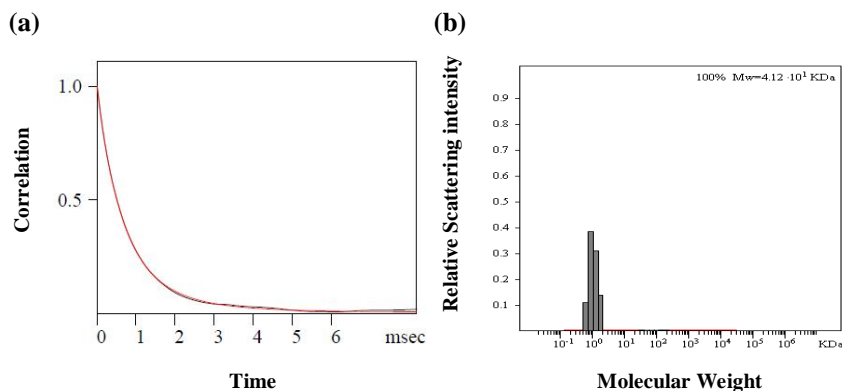 (a)
Correlation
1.0
0.5
0 1 2 3 4 5 6 msec
Time
(b)
Relative Scattering intensity
100% Mw=4.12 ·10¹ KDa
0.9
0.8
0.7
0.6
0.5
0.4
0.3
0.2
0.1
10⁻¹ 10⁰ 10¹ 10² 10³ 10⁴ 10⁵ 10⁶ KDa
Molecular Weight